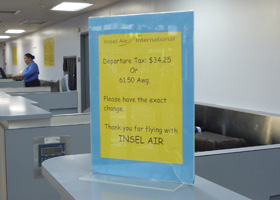 Insel Air International
Departure Tax: $34.25
Or
61.50 Awg.
Please have the exact
change.
Thank you for flying with
INSEL AIR